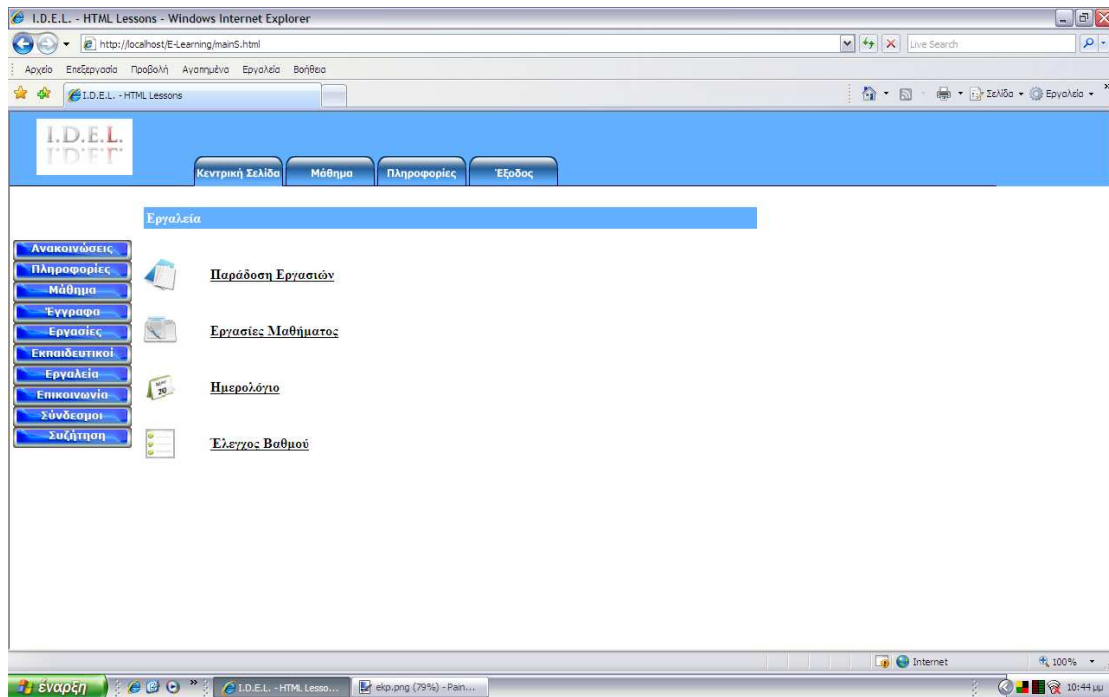 I.D.E.L. - HTML Lessons - Windows Internet Explorer
http://localhost/E-Learning/mainS.html
Live Search
Αρχείο Επεξεργασία Προβολή Αγαπημένα Εργαλεία Βοήθεια
I.D.E.L. - HTML Lessons
Σελίδα
Εργαλεία
I.D.E.L.
Κεντρική Σελίδα
Μάθημα
Πληροφορίες
Έξοδος
Εργαλεία
Ανακοινώσεις
Πληροφορίες
Μάθημα
Έγγραφα
Εργασίες
Εκπαιδευτικοί
Εργαλεία
Επικοινωνία
Σύνδεσμοι
Συζήτηση
Παράδοση Εργασιών
Εργασίες Μαθήματος
Ημερολόγιο
Έλεγχος Βαθμού
Internet
100%
έναρξη
I.D.E.L. - HTML Lesso...
ekp.png (79%) - Pain...
10:44 μμ